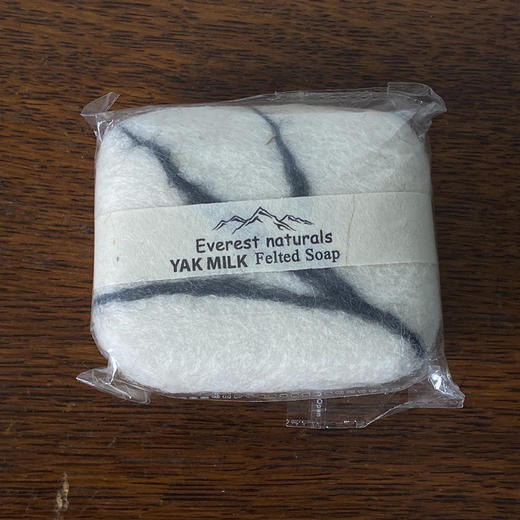 Everest naturals
YAK MILK Felted Soap